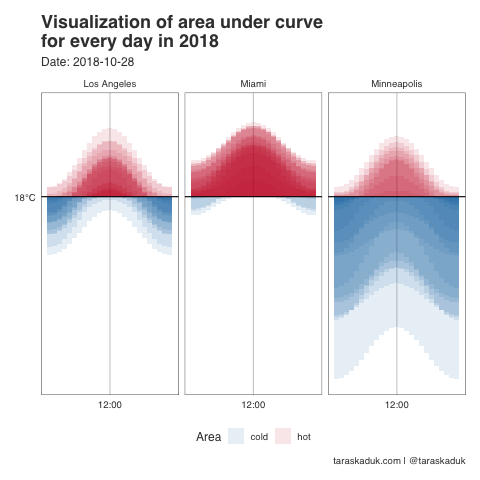 Visualization of area under curve
for every day in 2018
Date: 2018-10-28
Los Angeles Miami Minneapolis
18°C
12:00 12:00 12:00
Area cold hot
taraskaduk.com | @taraskaduk